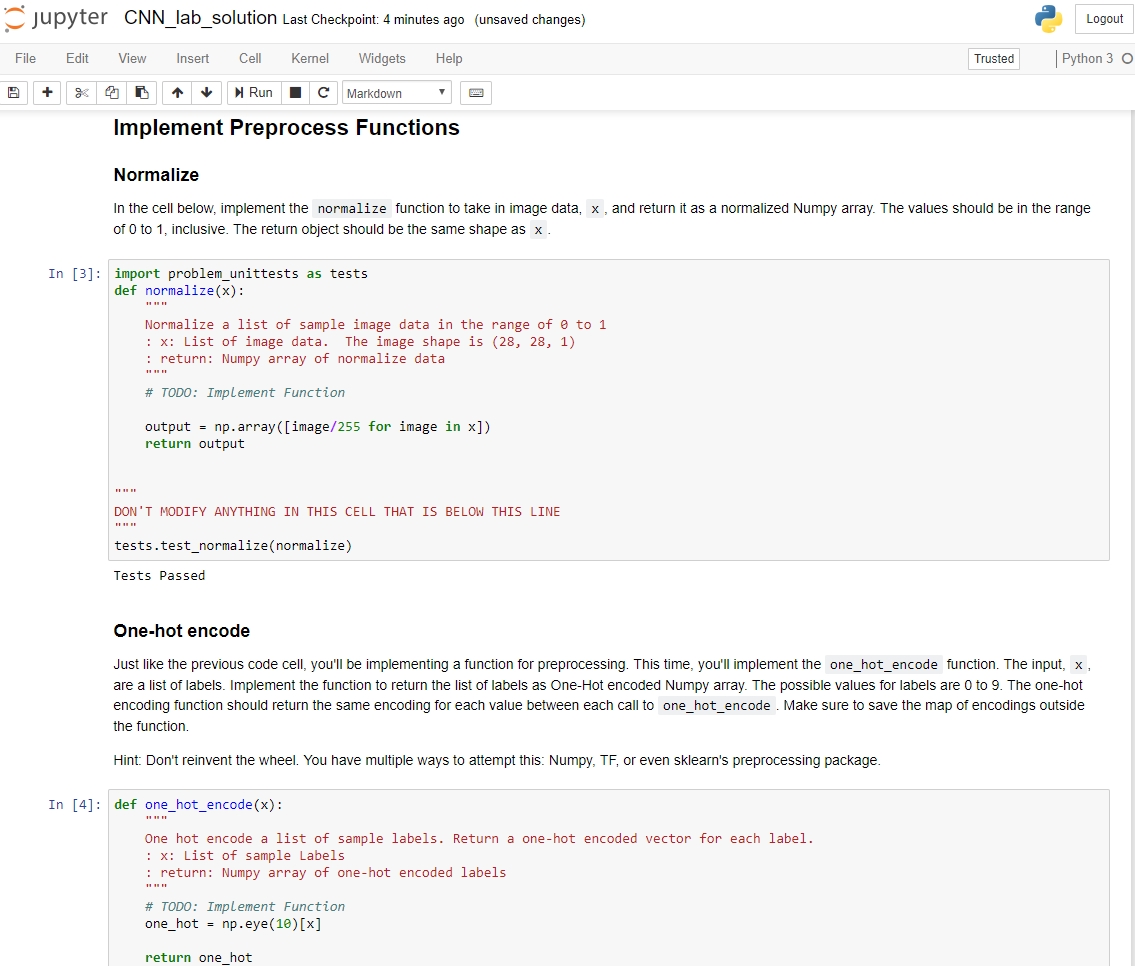 jupyter CNN_lab_solution Last Checkpoint: 4 minutes ago (unsaved changes) Logout
File Edit View Insert Cell Kernel Widgets Help Trusted Python 3
Run Markdown
Implement Preprocess Functions
Normalize
In the cell below, implement the normalize function to take in image data, x , and return it as a normalized Numpy array. The values should be in the range
of 0 to 1, inclusive. The return object should be the same shape as x .
In [3]: import problem_unittests as tests
def normalize(x):
    """
    Normalize a list of sample image data in the range of 0 to 1
    : x: List of image data.  The image shape is (28, 28, 1)
    : return: Numpy array of normalize data
    """
    # TODO: Implement Function
    output = np.array([image/255 for image in x])
    return output
"""
DON'T MODIFY ANYTHING IN THIS CELL THAT IS BELOW THIS LINE
"""
tests.test_normalize(normalize)
Tests Passed
One-hot encode
Just like the previous code cell, you'll be implementing a function for preprocessing. This time, you'll implement the one_hot_encode function. The input, x ,
are a list of labels. Implement the function to return the list of labels as One-Hot encoded Numpy array. The possible values for labels are 0 to 9. The one-hot
encoding function should return the same encoding for each value between each call to one_hot_encode . Make sure to save the map of encodings outside
the function.
Hint: Don't reinvent the wheel. You have multiple ways to attempt this: Numpy, TF, or even sklearn's preprocessing package.
In [4]: def one_hot_encode(x):
    """
    One hot encode a list of sample labels. Return a one-hot encoded vector for each label.
    : x: List of sample Labels
    : return: Numpy array of one-hot encoded labels
    """
    # TODO: Implement Function
    one_hot = np.eye(10)[x]
    return one_hot